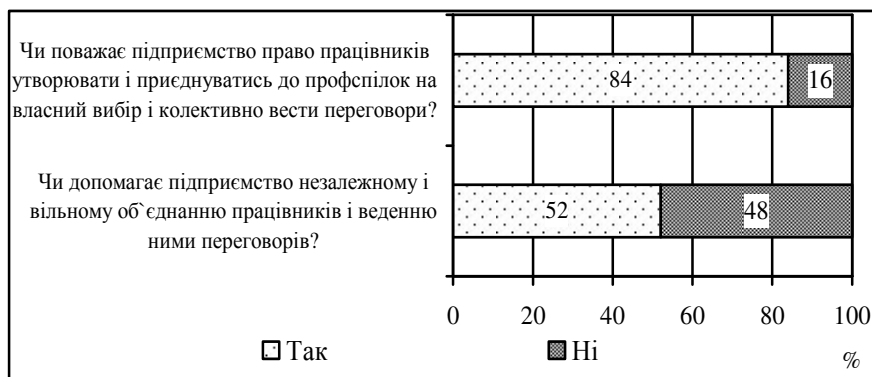 Чи поважає підприємство право працівників
утворювати і приєднуватись до профспілок на
власний вибір і колективно вести переговори?
84
16
Чи допомагає підприємство незалежному і
вільному об`єднанню працівників і веденню
ними переговорів?
52
48
0 20 40 60 80 100
Так Ні %